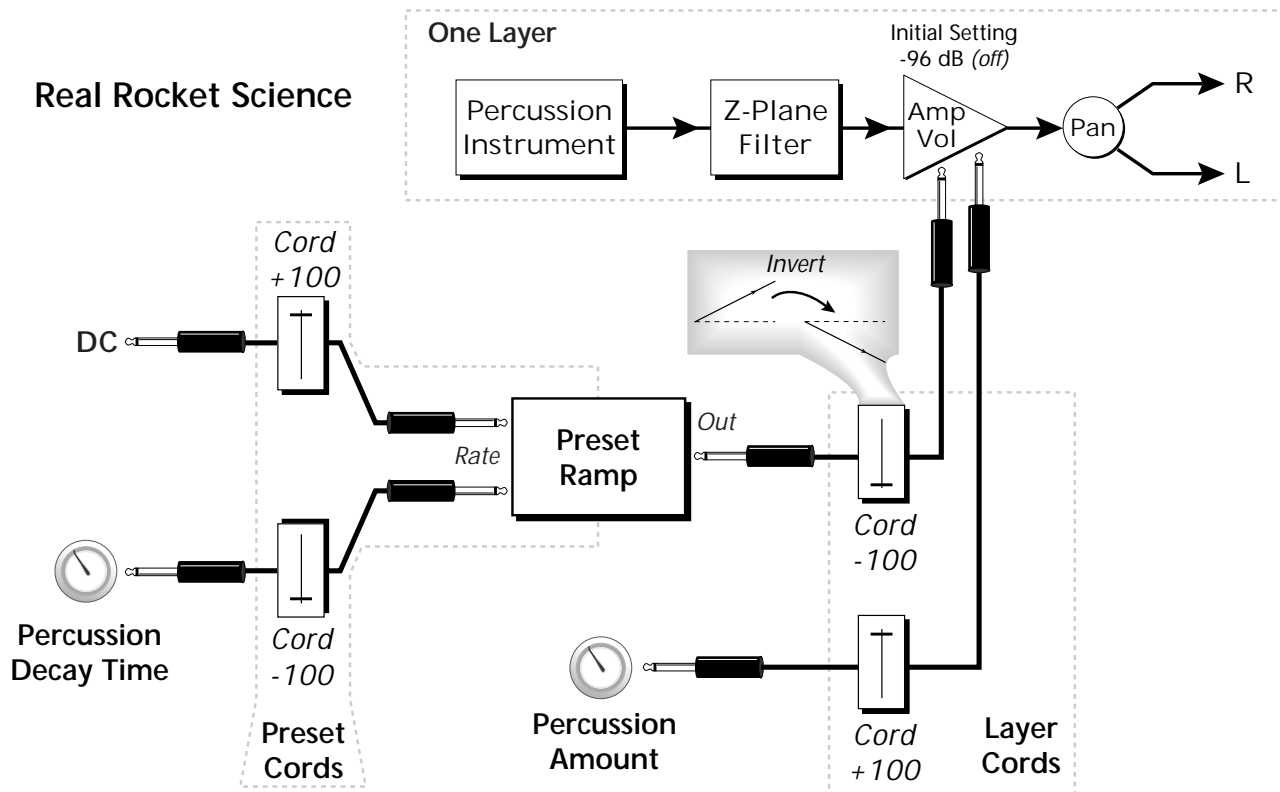 Real Rocket Science
One Layer
Initial Setting
-96 dB (off)
Percussion
Instrument
Z-Plane
Filter
Amp
Vol
Pan
R
L
Cord
+100
DC
Invert
Rate
Preset
Ramp
Out
Cord
-100
Percussion
Decay Time
Cord
-100
Preset
Cords
Percussion
Amount
Cord
+100
Layer
Cords